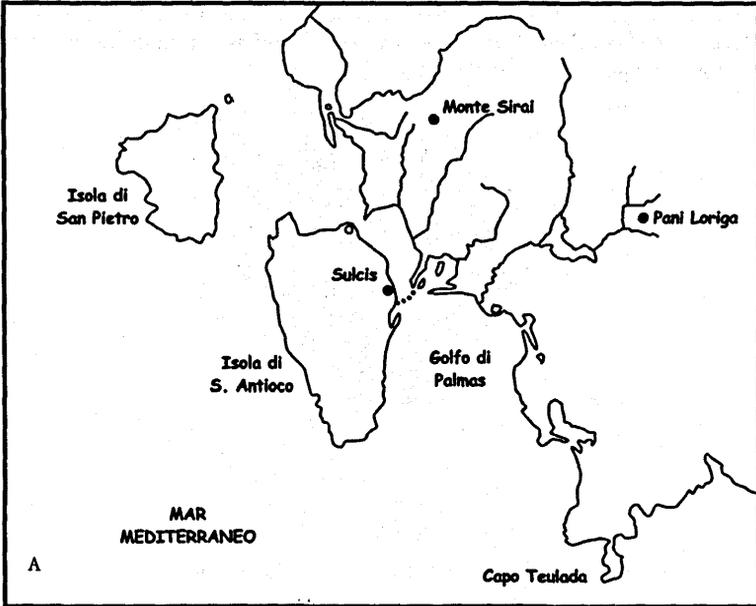 Monte Sirai
Isola di
San Pietro
Pani Loriga
Sulcis
Isola di
S. Antioco
Golfo di
Palmas
MAR
MEDITERRANEO
A
Capo Teulada